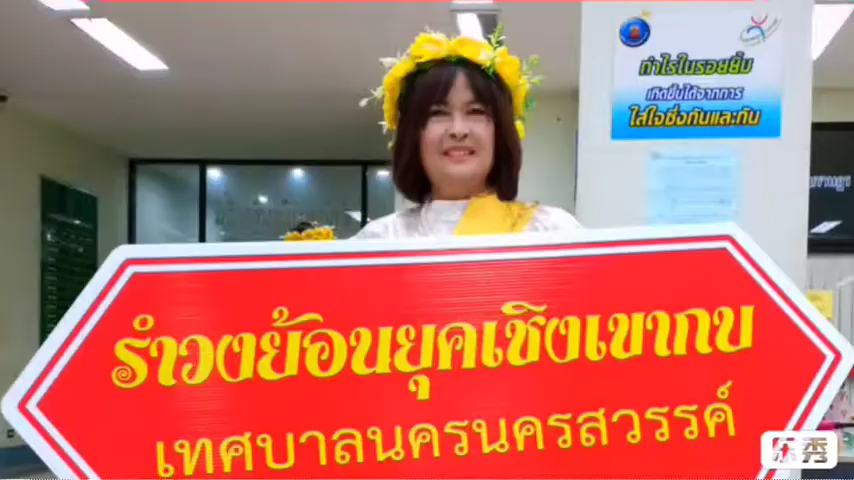 กำไรในรอยยิ้ม
เกิดขึ้นได้จากการ
ใส่ใจซึ่งกันและกัน
รำวงย้อนยุคเชิงเขากบ
เทศบาลนครนครสวรรค์
乐秀